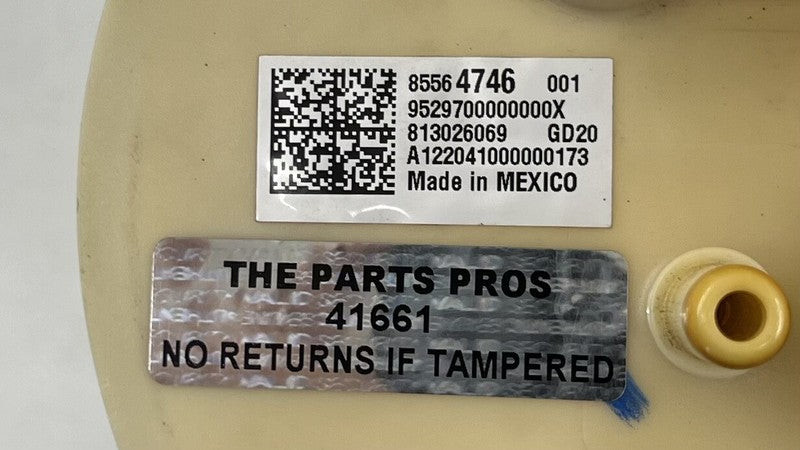 8556 4746 001
9529700000000X
813026069 GD20
A122041000000173
Made in MEXICO
THE PARTS PROS
41661
NO RETURNS IF TAMPERED